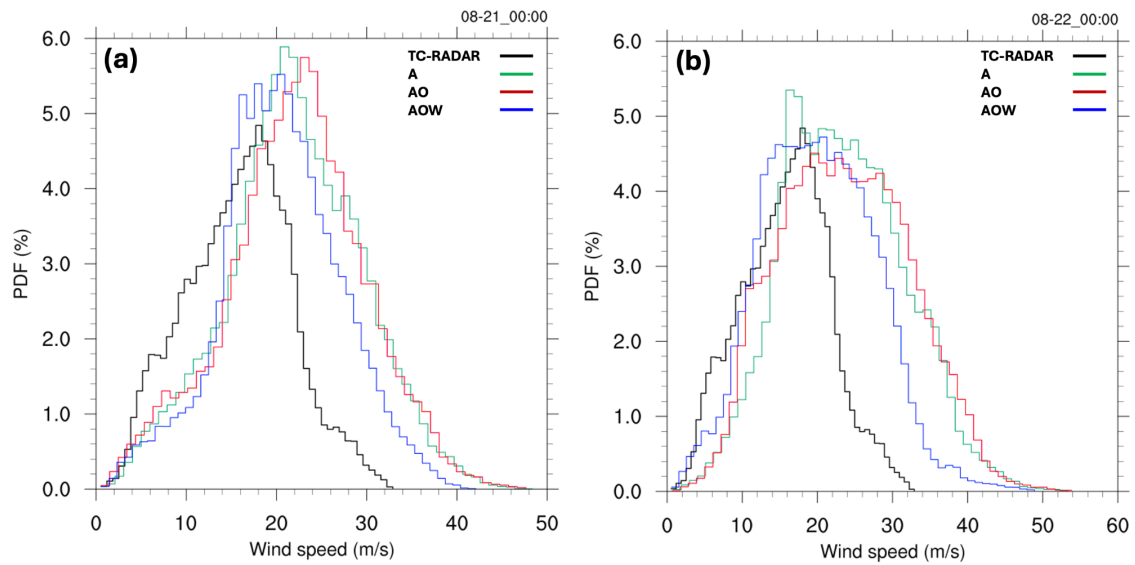 08-21_00:00
(a)
TC-RADAR
A
AO
AOW
6.0
5.0
4.0
3.0
2.0
1.0
0.0
PDF (%)
0 10 20 30 40 50
Wind speed (m/s)
08-22_00:00
(b)
TC-RADAR
A
AO
AOW
6.0
5.0
4.0
3.0
2.0
1.0
0.0
PDF (%)
0 10 20 30 40 50 60
Wind speed (m/s)